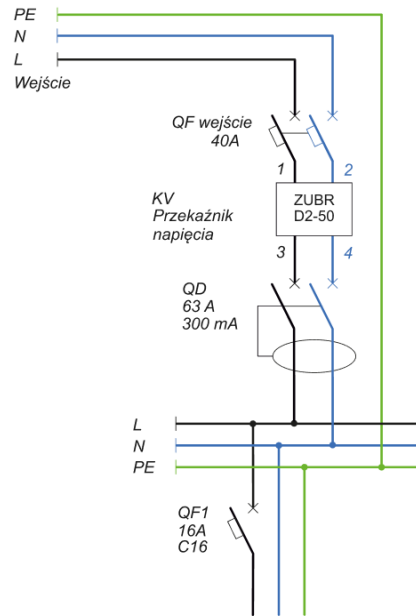 PE
N
L
Wejście
QF wejście
40A
1
2
KV
Przekaźnik
napięcia
ZUBR
D2-50
3
4
QD
63 A
300 mA
L
N
PE
QF1
16A
C16